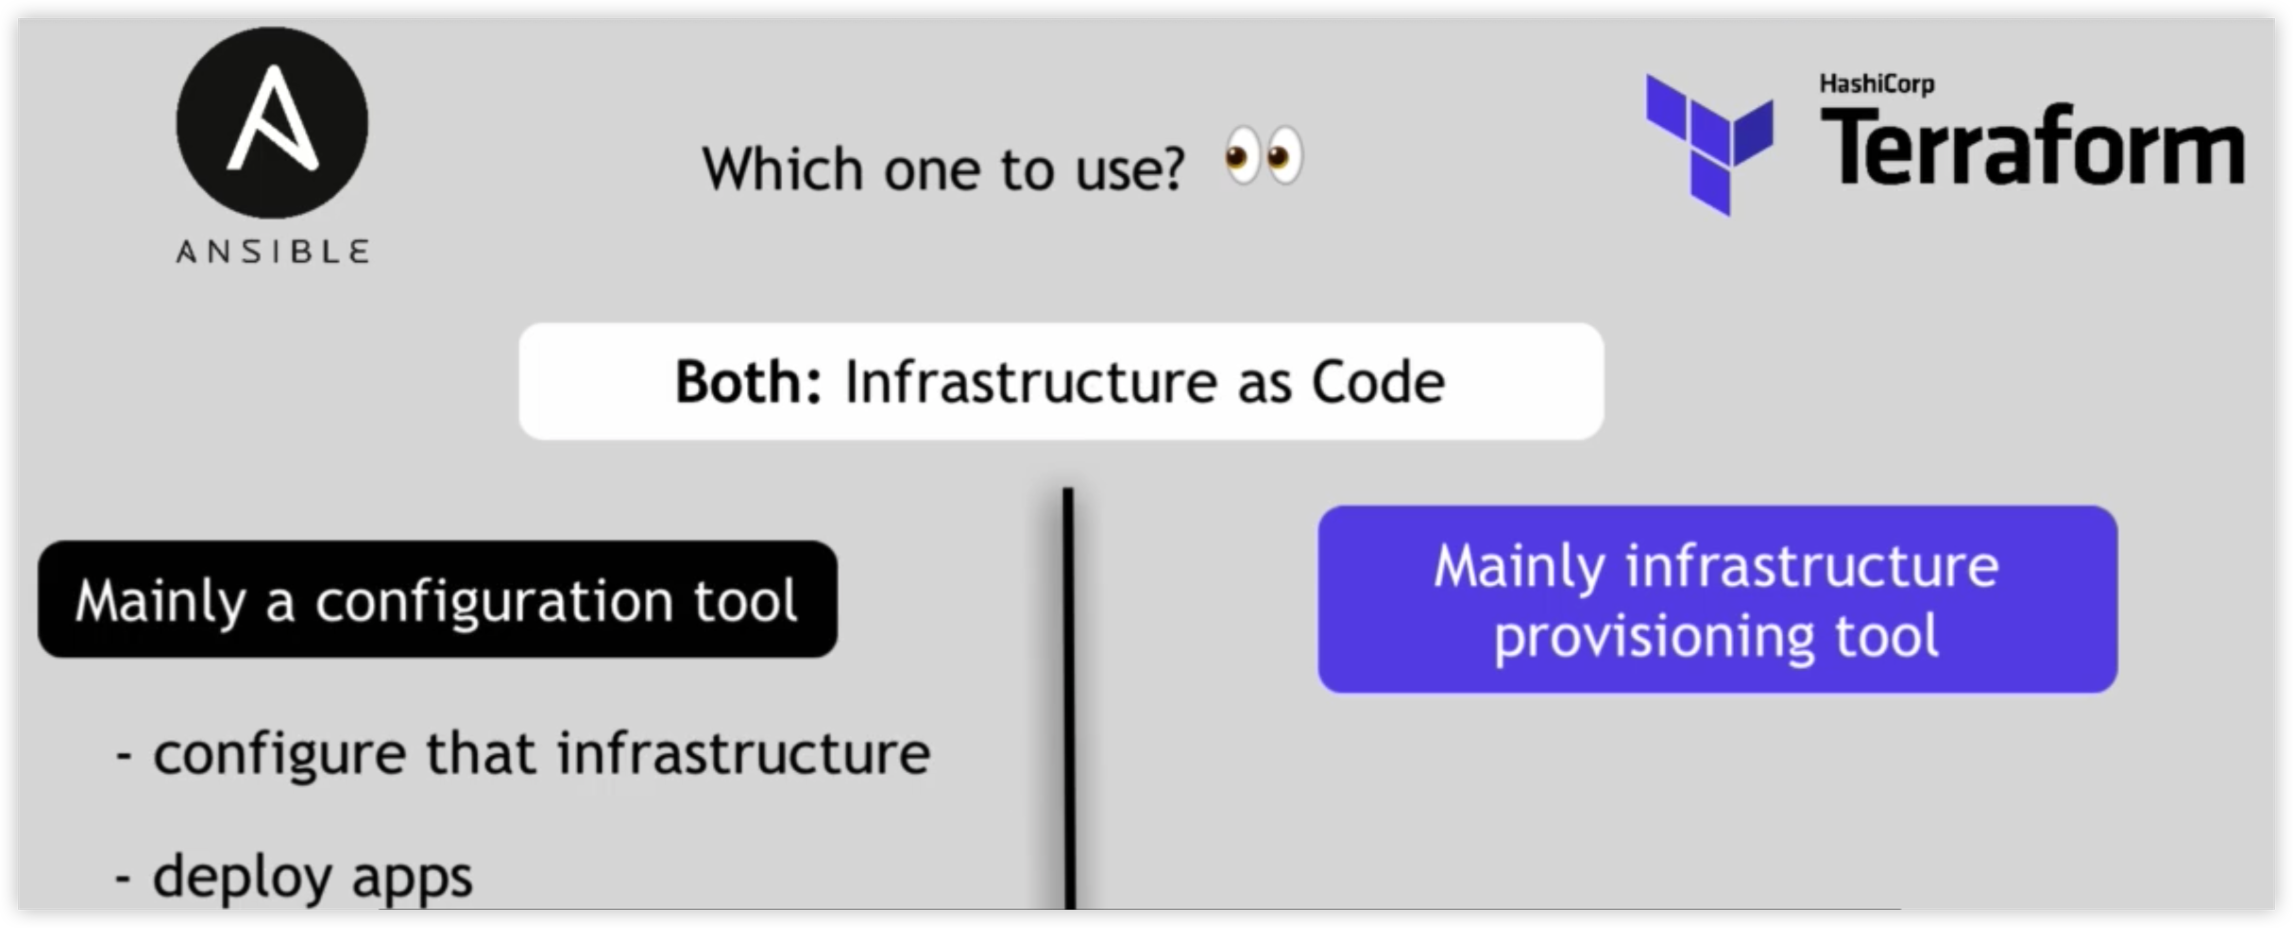 ANSIBLE
Which one to use? 👀
HashiCorp
Terraform
Both: Infrastructure as Code
Mainly a configuration tool
- configure that infrastructure
- deploy apps
Mainly infrastructure
provisioning tool